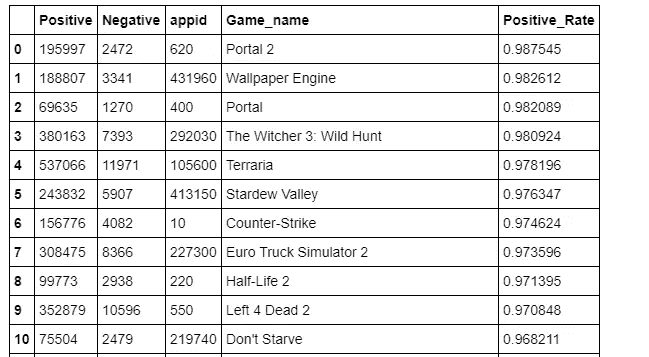 Positive Negative appid Game_name Positive_Rate
0 195997 2472 620 Portal 2 0.987545
1 188807 3341 431960 Wallpaper Engine 0.982612
2 69635 1270 400 Portal 0.982089
3 380163 7393 292030 The Witcher 3: Wild Hunt 0.980924
4 537066 11971 105600 Terraria 0.978196
5 243832 5907 413150 Stardew Valley 0.976347
6 156776 4082 10 Counter-Strike 0.974624
7 308475 8366 227300 Euro Truck Simulator 2 0.973596
8 99773 2938 220 Half-Life 2 0.971395
9 352879 10596 550 Left 4 Dead 2 0.970848
10 75504 2479 219740 Don't Starve 0.968211